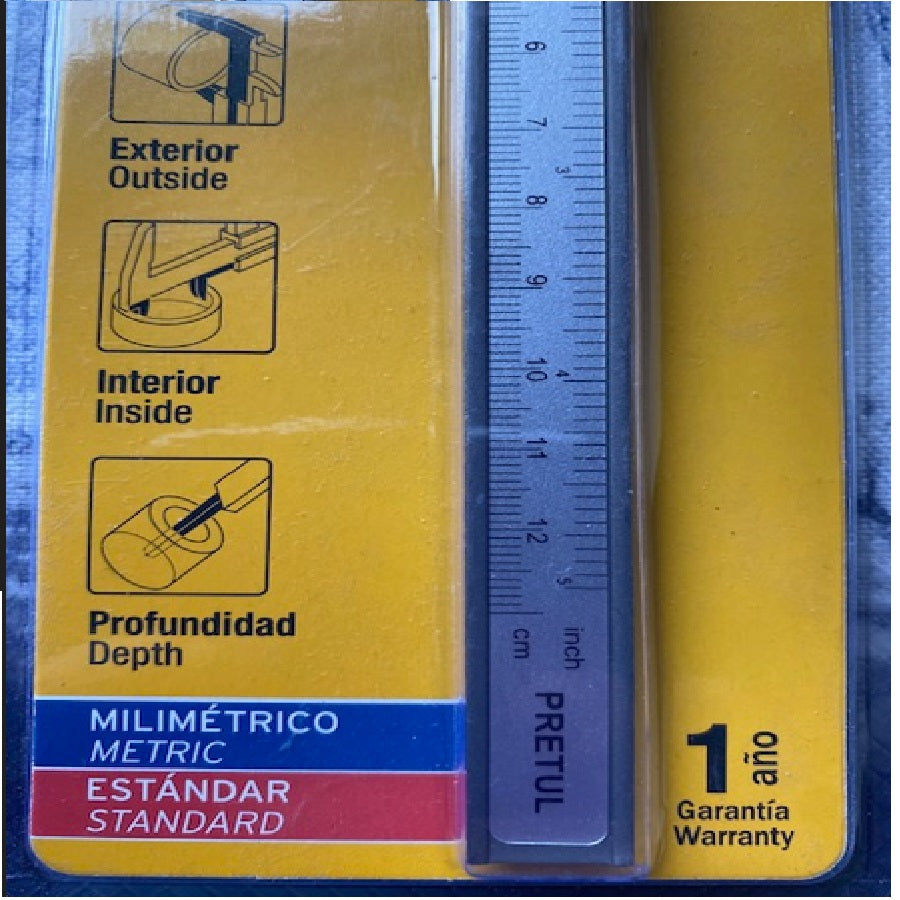 Exterior
Outside
Interior
Inside
Profundidad
Depth
MILIMÉTRICO
METRIC
ESTÁNDAR
STANDARD
6
7
8
9
10
11
12
cm
3
4
5
inch
PRETUL
1 año
Garantía
Warranty